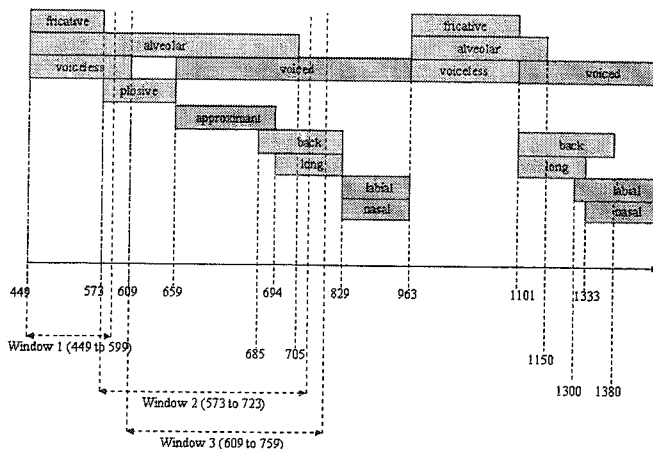 fricative fricative
alveolar alveolar
voiceless voiced voiceless voiced
plosive
approximant
back back
long long
labial labial
nasal nasal
449 573 609 659 694 829 963 1101 1333
Window 1 (449 to 599) 685 705 1150
1300 1380
Window 2 (573 to 723)
Window 3 (609 to 759)